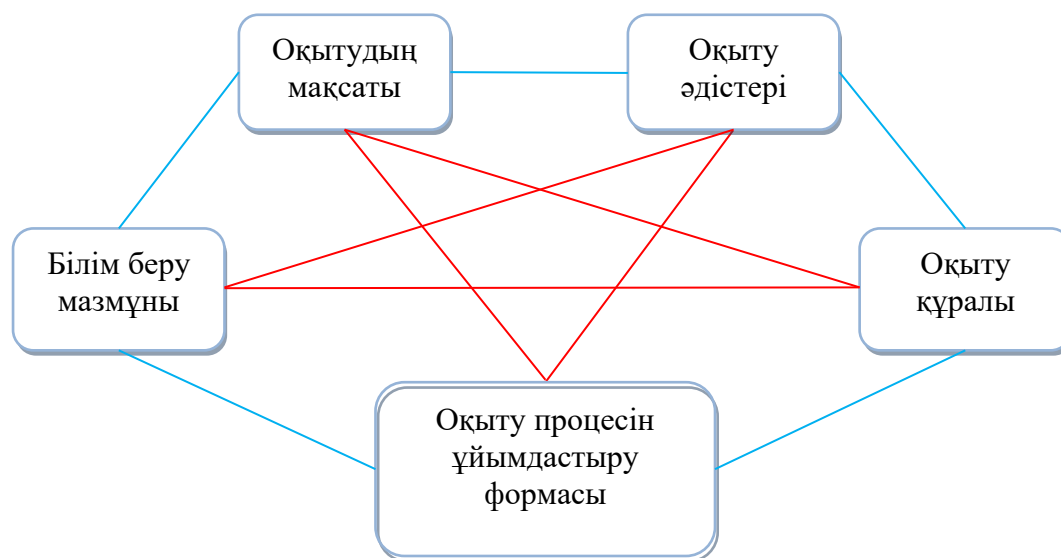 Оқытудың
мақсаты
Оқыту
әдістері
Білім беру
мазмұны
Оқыту
құралы
Оқыту процесін
ұйымдастыру
формасы